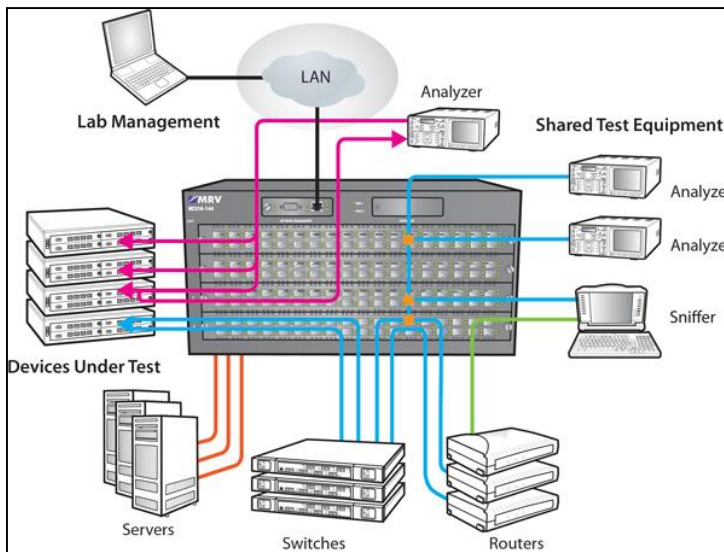 LAN
Analyzer
Lab Management
Shared Test Equipment
MRV
Analyze
Analyze
Sniffer
Devices Under Test
Servers
Switches
Routers